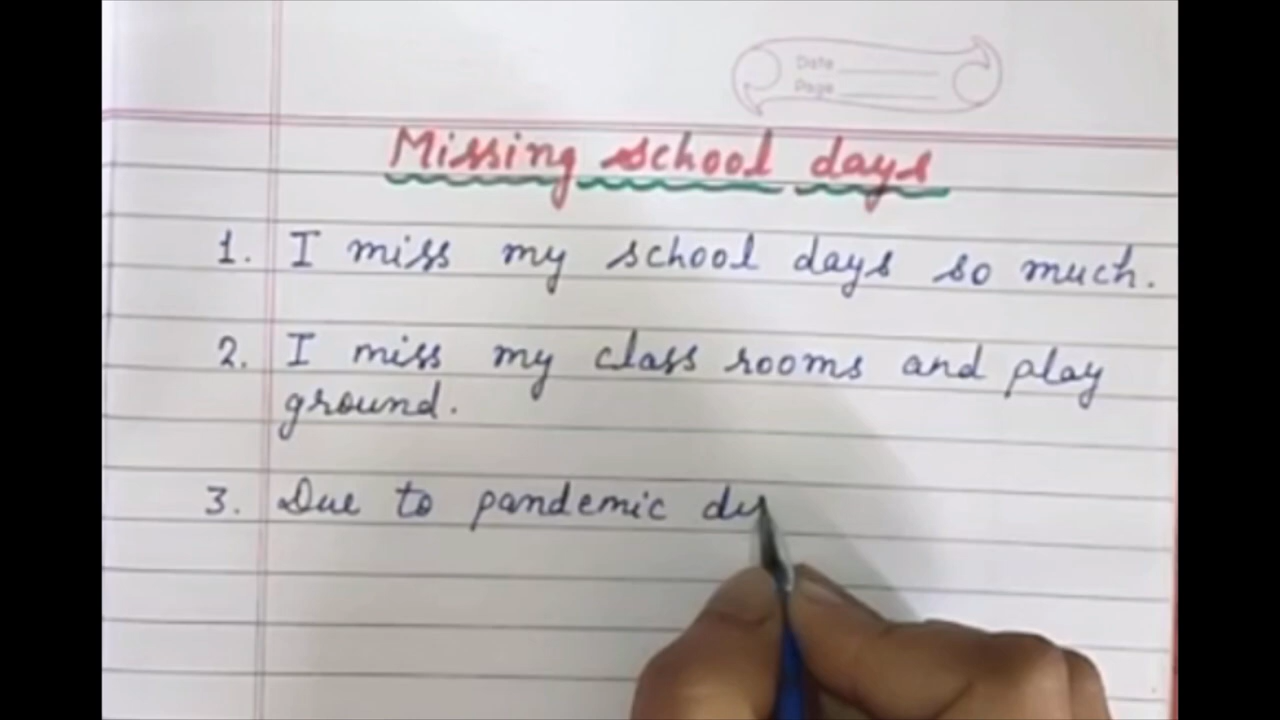 Date
Page
Missing school days
1. I miss my school days so much.
2. I miss my class rooms and play
ground.
3. Due to pandemic